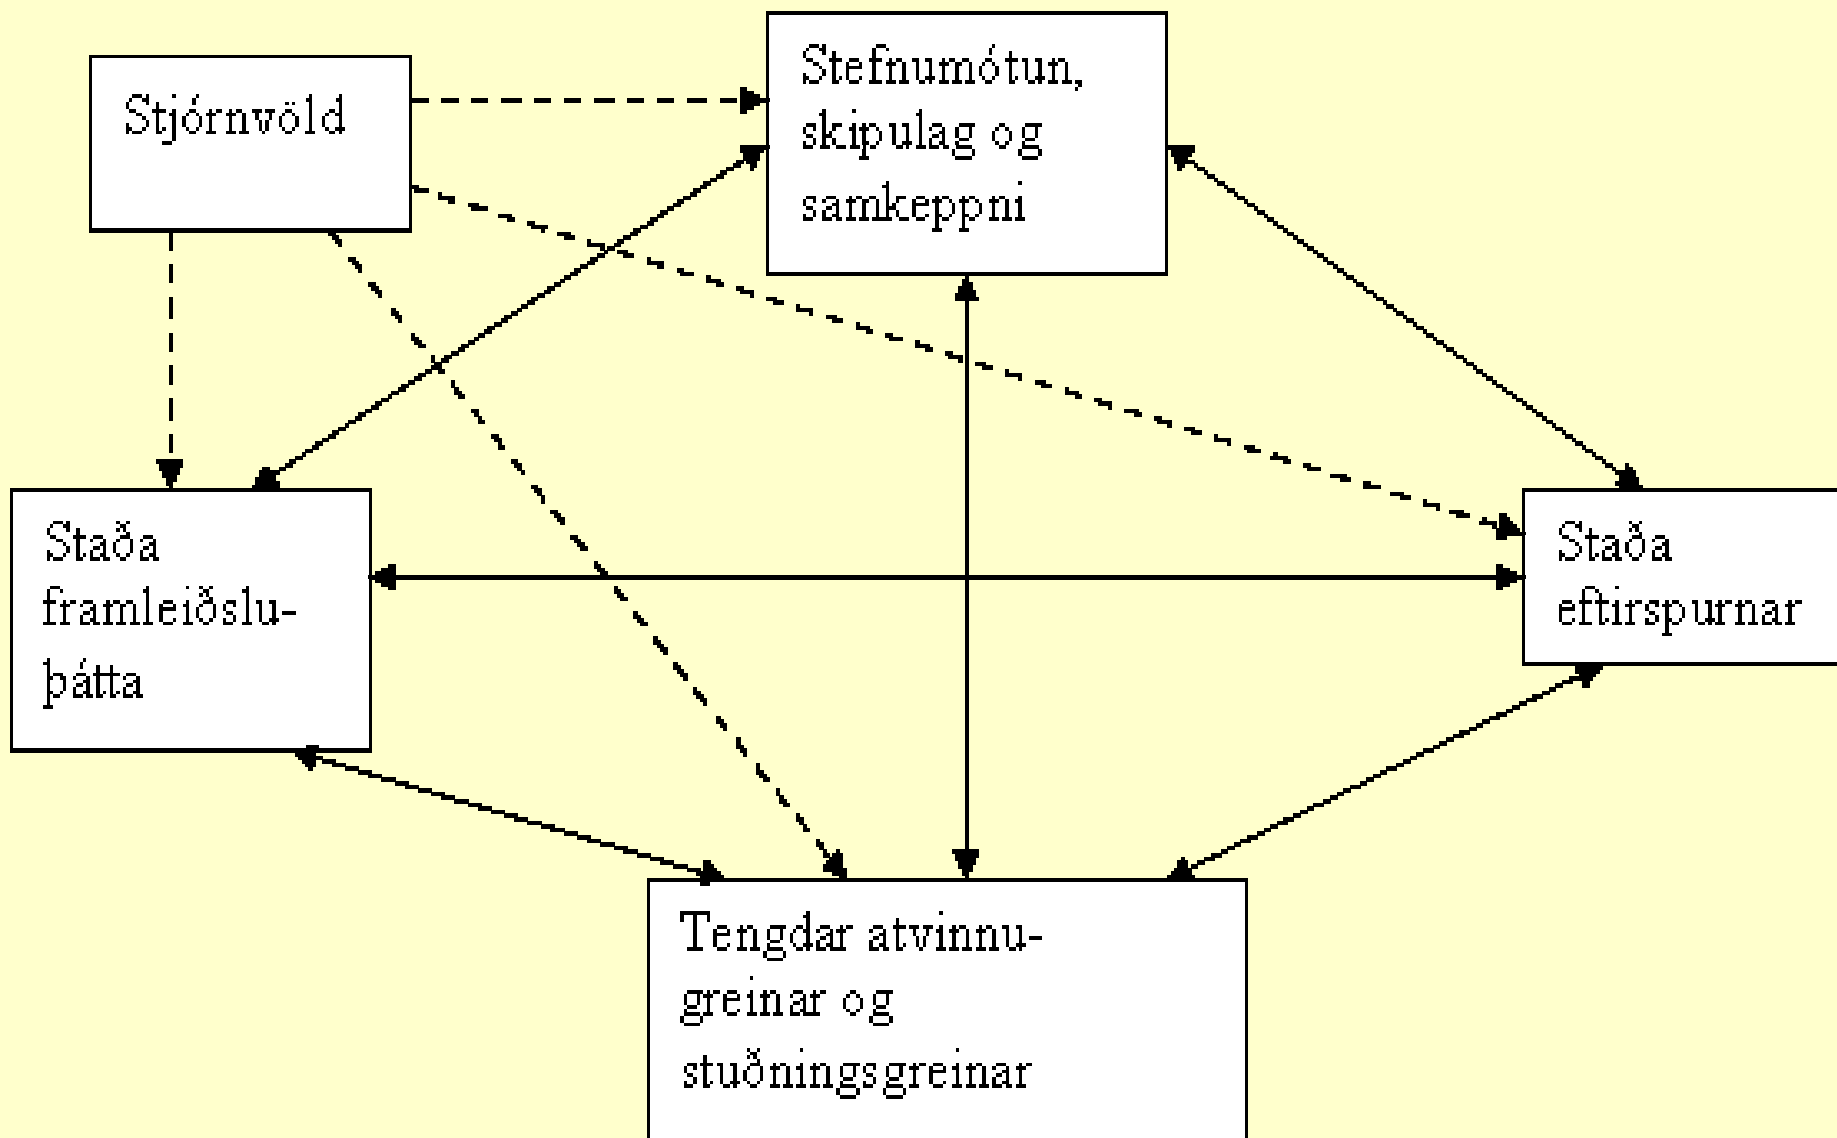 Stjórnvöld
Stefnumótun,
skipulag og
samkeppni
Staða
framleiðslu-
þátta
Staða
eftirspurnar
Tengdar atvinnu-
greinar og
stuðningsgreinar